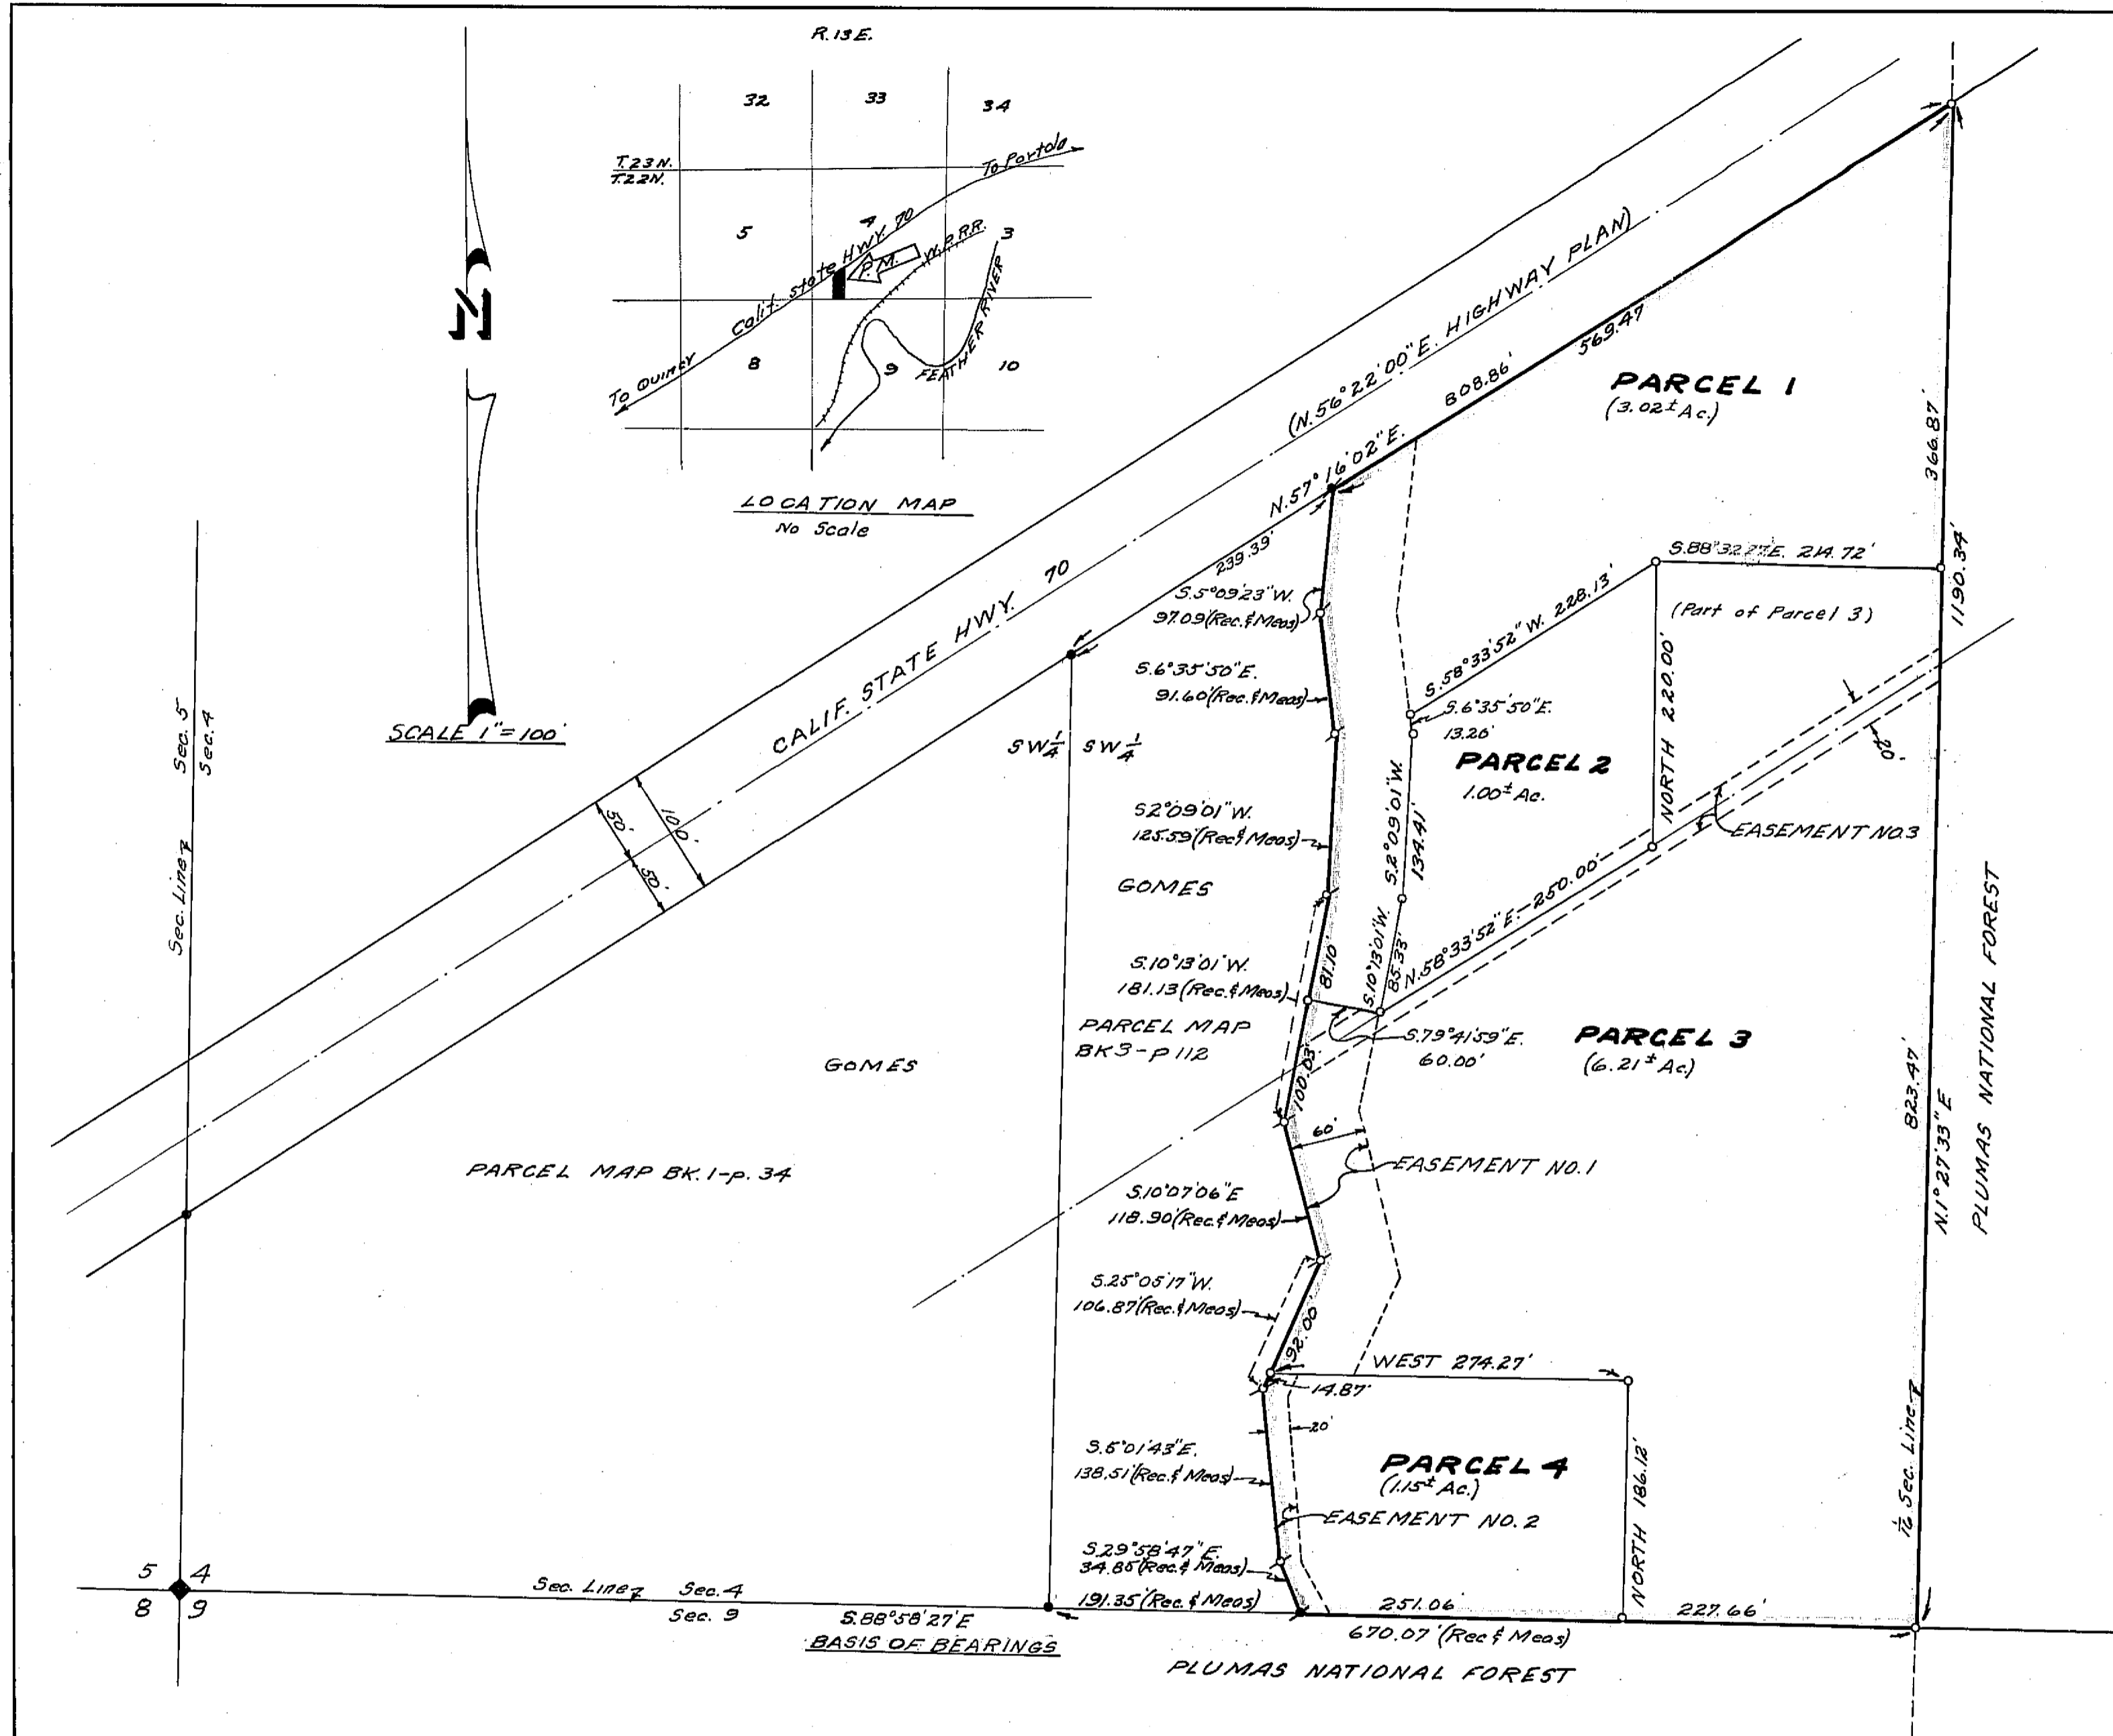 R. 13 E.
32
33
34
T. 23 N.
T. 22 N.
To Portola
5
4
3
Calif. State HWY. 70
P.M.
W.P.R.R.
FEATHER RIVER
To Quincy
8
9
10
LOCATION MAP
No Scale
N
SCALE 1"=100'
(N.56°22'00"E. HIGHWAY PLAN)
N.57°16'02"E.
808.86'
569.47
239.39'
CALIF. STATE HWY. 70
50'
50'
100'
PARCEL 1
(3.02± Ac.)
366.87'
1190.34'
S.88°32'27"E. 214.72'
(Part of Parcel 3)
S.58°33'52"W. 228.13'
NORTH 220.00'
S.5°09'23"W.
97.09'(Rec.&Meas)
S.6°35'50"E.
91.60'(Rec.&Meas)
S.6°35'50"E.
13.26'
SW 1/4
SW 1/4
PARCEL 2
1.00± Ac.
20'
EASEMENT NO.3
S2°09'01"W.
125.59'(Rec&Meas)
S.2°09'01"W.
134.41'
GOMES
N.58°33'52"E. 250.00'
S.10°13'01"W.
85.33'
S.10°13'01"W.
181.13'(Rec.&Meas)
81.10'
100.03'
S.79°41'59"E.
60.00'
PARCEL MAP
BK3-P112
PARCEL 3
(6.21± Ac.)
GOMES
Sec. Line
Sec. 5
Sec. 4
PARCEL MAP BK.1-p.34
60'
EASEMENT NO.1
S.10°07'06"E
118.90'(Rec.&Meas)
S.25°05'17"W.
106.87'(Rec.&Meas)
92.00'
WEST 274.27'
14.87'
20'
823.47'
N.1°27'33"E
PLUMAS NATIONAL FOREST
1/16 Sec. Line
S.6°01'43"E.
138.51'(Rec.& Meas)
PARCEL 4
(1.15± Ac.)
EASEMENT NO.2
NORTH 186.12'
S.29°58'47"E.
34.85'(Rec.& Meas)
191.35'(Rec.& Meas)
251.06
227.66'
670.07'(Rec & Meas)
5
4
8
9
Sec. Line
Sec. 4
Sec. 9
S.88°58'27"E
BASIS OF BEARINGS
PLUMAS NATIONAL FOREST